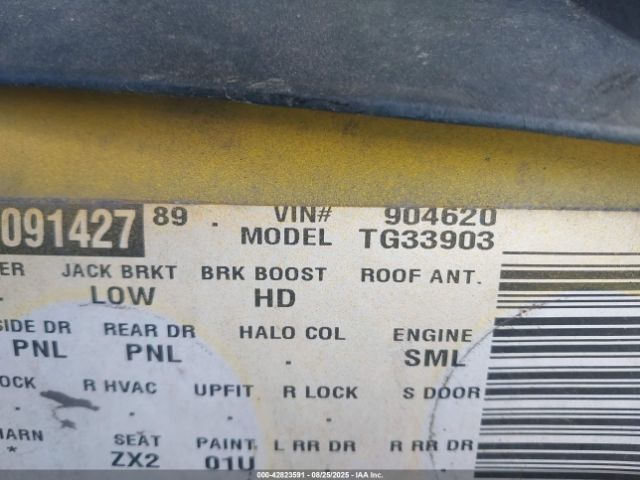 091427 89 . VIN# 904620
MODEL TG33903
ER JACK BRKT BRK BOOST ROOF ANT.
LOW HD
SIDE DR REAR DR HALO COL ENGINE
PNL PNL . SML
OCK R HVAC UPFIT R LOCK S DOOR
. . . .
HARN SEAT PAINT L RR DR R RR DR
* ZX2 01U . .
000-42823591 - 08/25/2025 - IAAI.COM